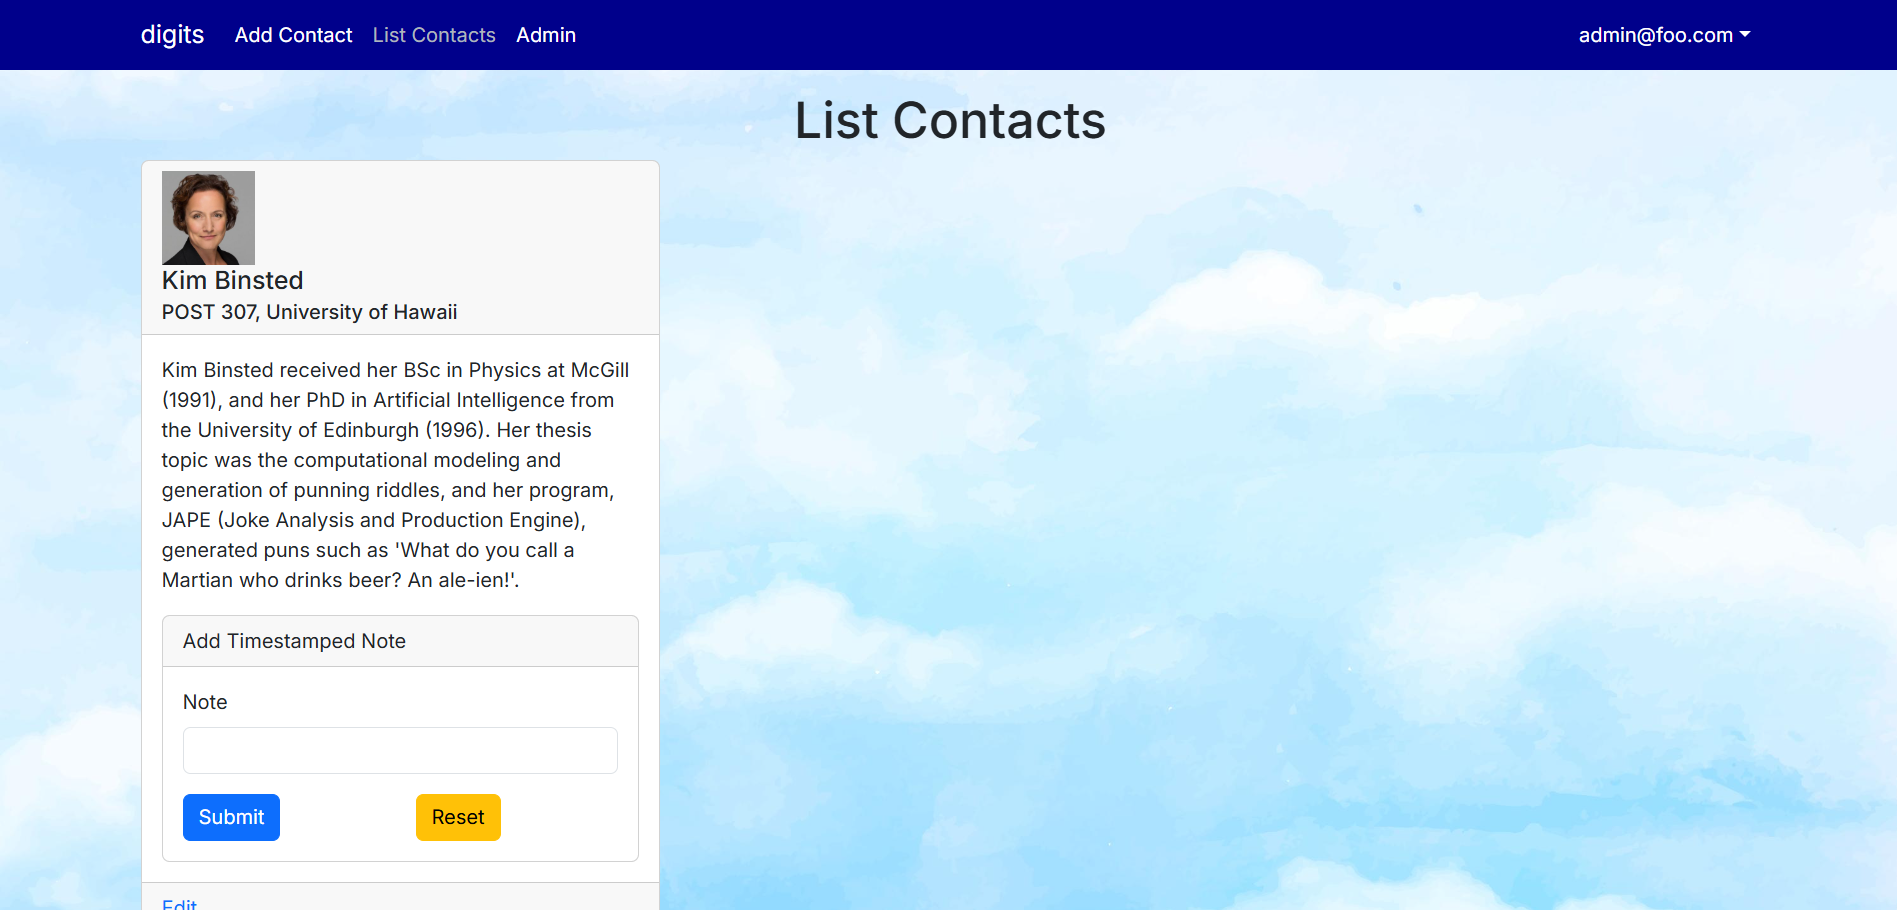 digits Add Contact List Contacts Admin admin@foo.com
List Contacts
Kim Binsted
POST 307, University of Hawaii
Kim Binsted received her BSc in Physics at McGill
(1991), and her PhD in Artificial Intelligence from
the University of Edinburgh (1996). Her thesis
topic was the computational modeling and
generation of punning riddles, and her program,
JAPE (Joke Analysis and Production Engine),
generated puns such as 'What do you call a
Martian who drinks beer? An ale-ien!'.
Add Timestamped Note
Note
Submit Reset
Edit